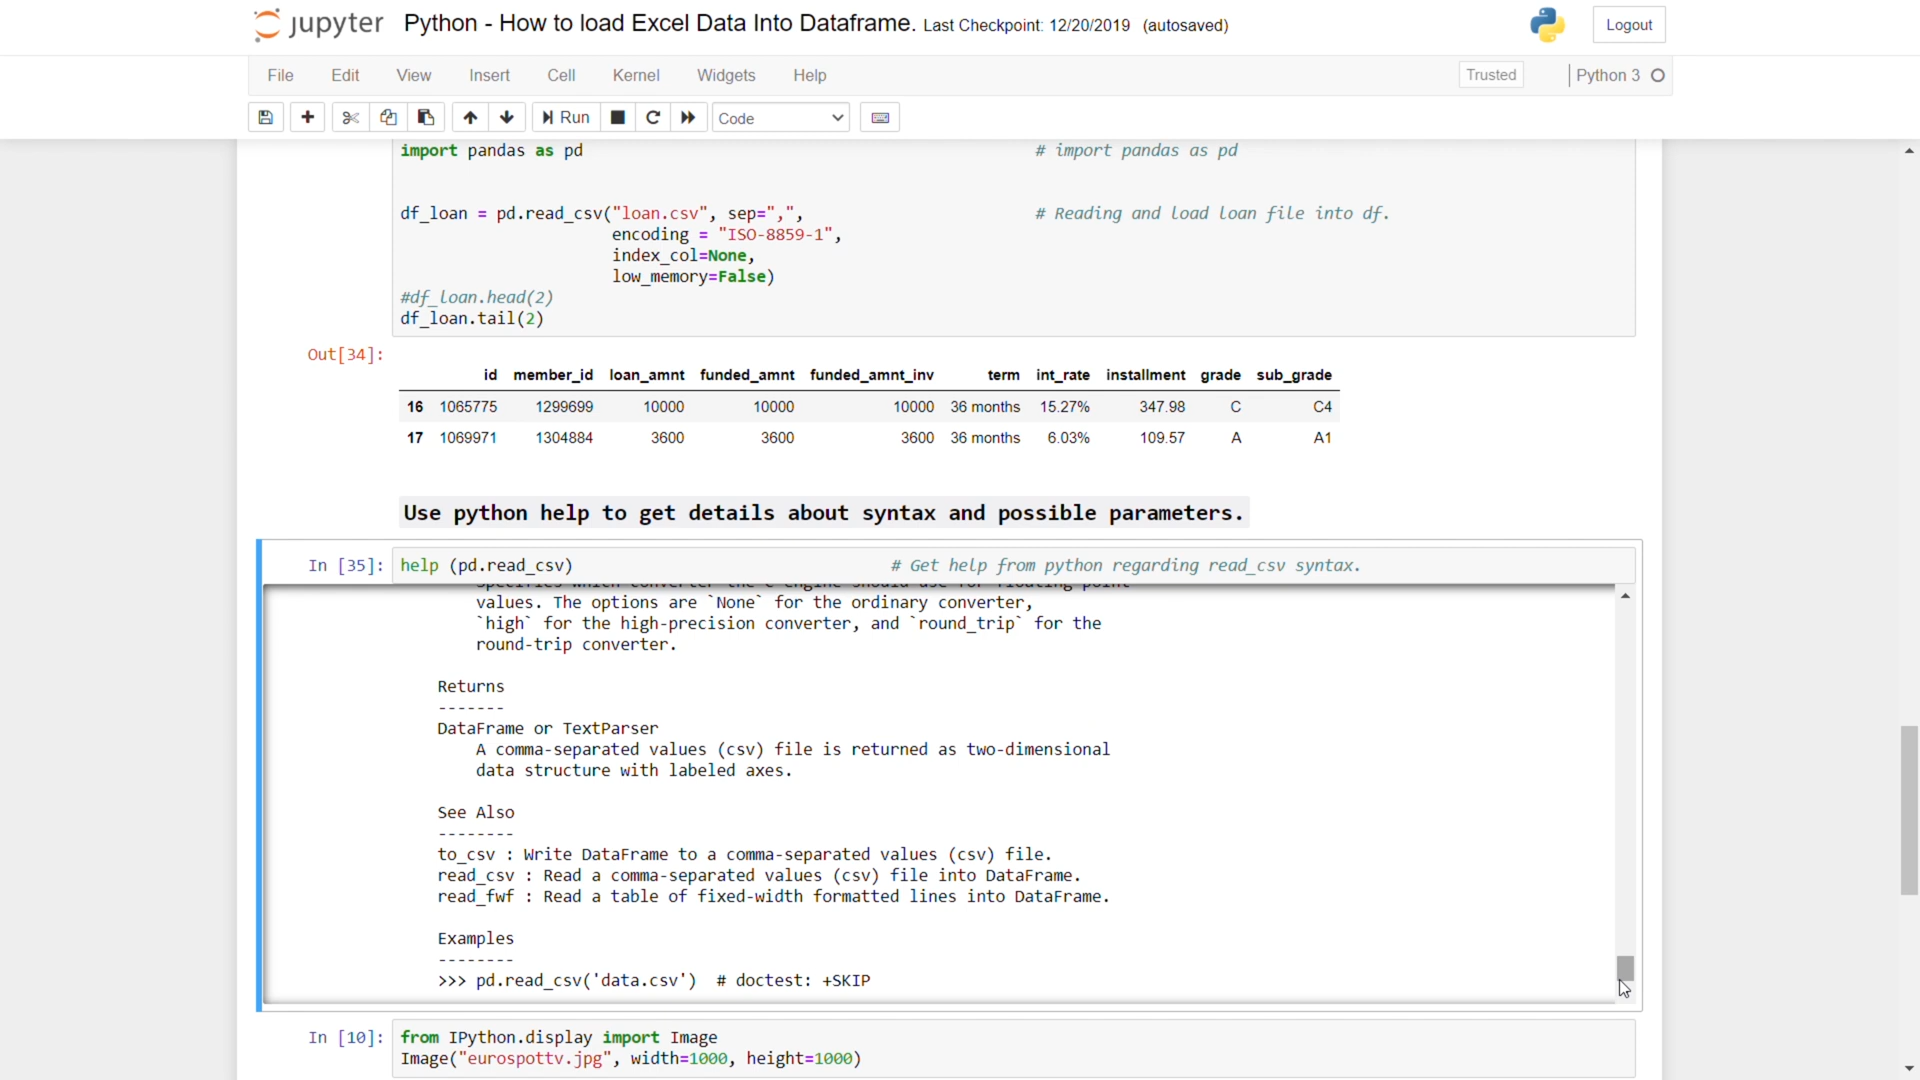 jupyter Python - How to load Excel Data Into Dataframe. Last Checkpoint: 12/20/2019 (autosaved) Logout
File Edit View Insert Cell Kernel Widgets Help Trusted Python 3
Run Code
import pandas as pd # import pandas as pd
df_loan = pd.read_csv("loan.csv", sep=",", # Reading and load loan file into df.
encoding = "ISO-8859-1",
index_col=None,
low_memory=False)
#df_loan.head(2)
df_loan.tail(2)
Out[34]:
id member_id loan_amnt funded_amnt funded_amnt_inv term int_rate installment grade sub_grade
16 1065775 1299699 10000 10000 10000 36 months 15.27% 347.98 C C4
17 1069971 1304884 3600 3600 3600 36 months 6.03% 109.57 A A1
Use python help to get details about syntax and possible parameters.
In [35]: help (pd.read_csv) # Get help from python regarding read_csv syntax.
values. The options are `None` for the ordinary converter,
`high` for the high-precision converter, and `round_trip` for the
round-trip converter.
Returns
-------
DataFrame or TextParser
A comma-separated values (csv) file is returned as two-dimensional
data structure with labeled axes.
See Also
--------
to_csv : Write DataFrame to a comma-separated values (csv) file.
read_csv : Read a comma-separated values (csv) file into DataFrame.
read_fwf : Read a table of fixed-width formatted lines into DataFrame.
Examples
--------
>>> pd.read_csv('data.csv') # doctest: +SKIP
In [10]: from IPython.display import Image
Image("eurospottv.jpg", width=1000, height=1000)